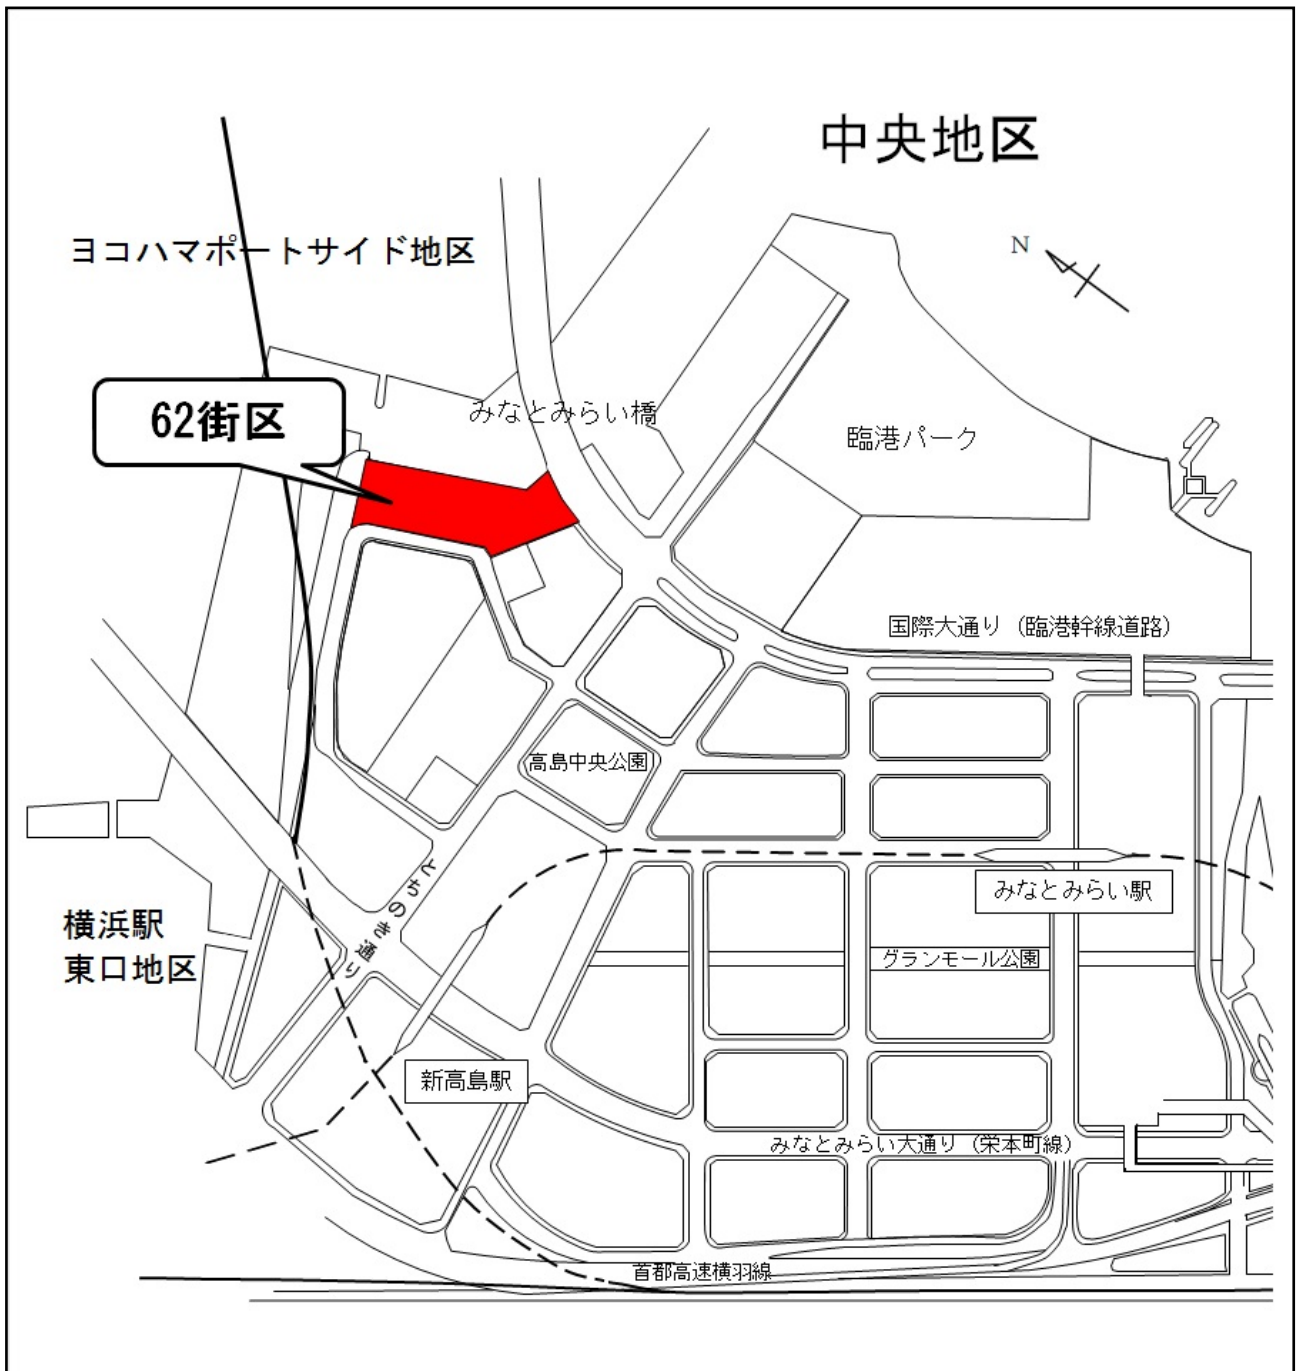 中央地区
ヨコハマポートサイド地区
N
62街区
みなとみらい橋
臨港パーク
国際大通り（臨港幹線道路）
高島中央公園
とちのき通り
みなとみらい駅
横浜駅
東口地区
グランモール公園
新高島駅
みなとみらい大通り（栄本町線）
首都高速横羽線